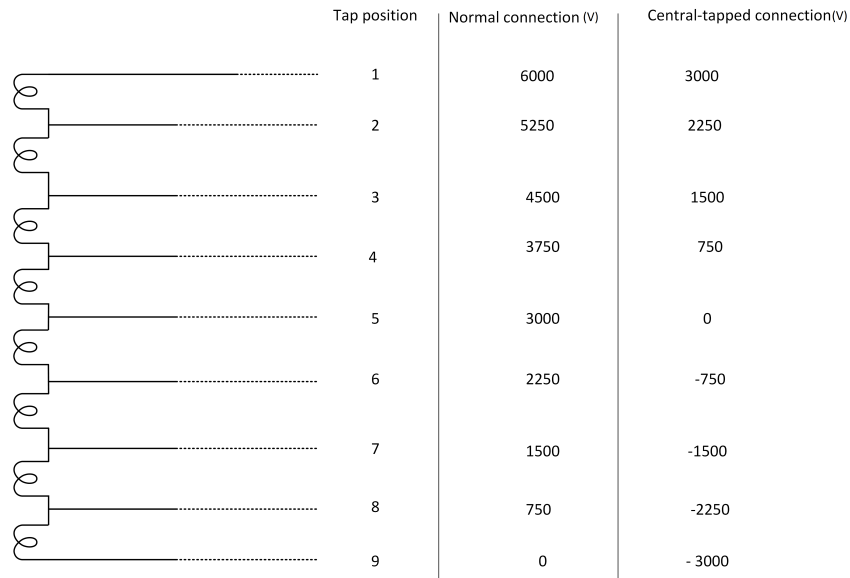 Tap position Normal connection (V) Central-tapped connection(V)
1 6000 3000
2 5250 2250
3 4500 1500
4 3750 750
5 3000 0
6 2250 -750
7 1500 -1500
8 750 -2250
9 0 - 3000